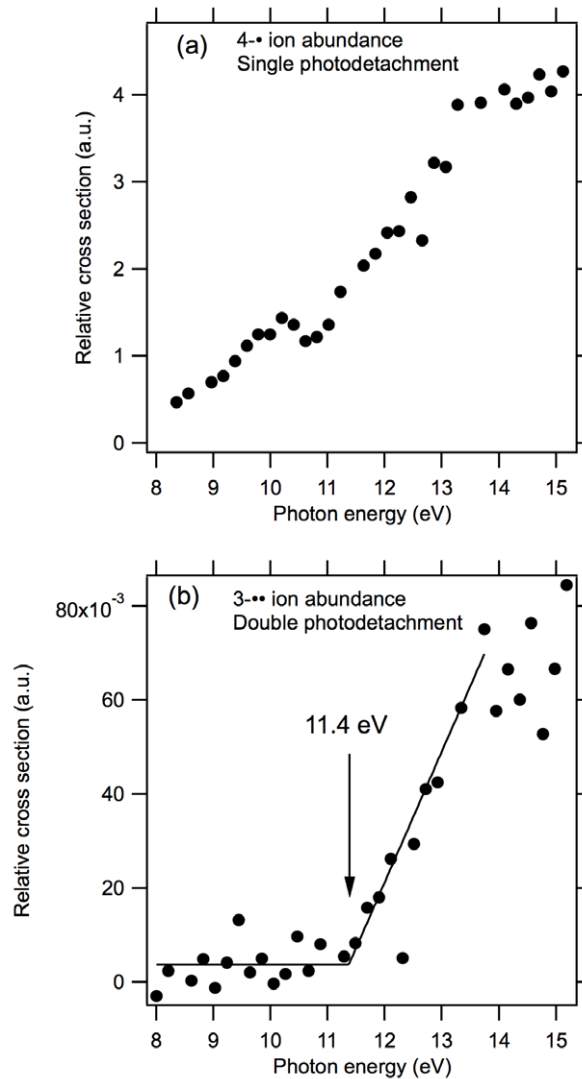 (a)
4-• ion abundance
Single photodetachment
Relative cross section (a.u.)
4
3
2
1
0
8 9 10 11 12 13 14 15
Photon energy (eV)
(b)
3-•• ion abundance
Double photodetachment
Relative cross section (a.u.)
80x10⁻³
60
40
20
0
11.4 eV
8 9 10 11 12 13 14 15
Photon energy (eV)